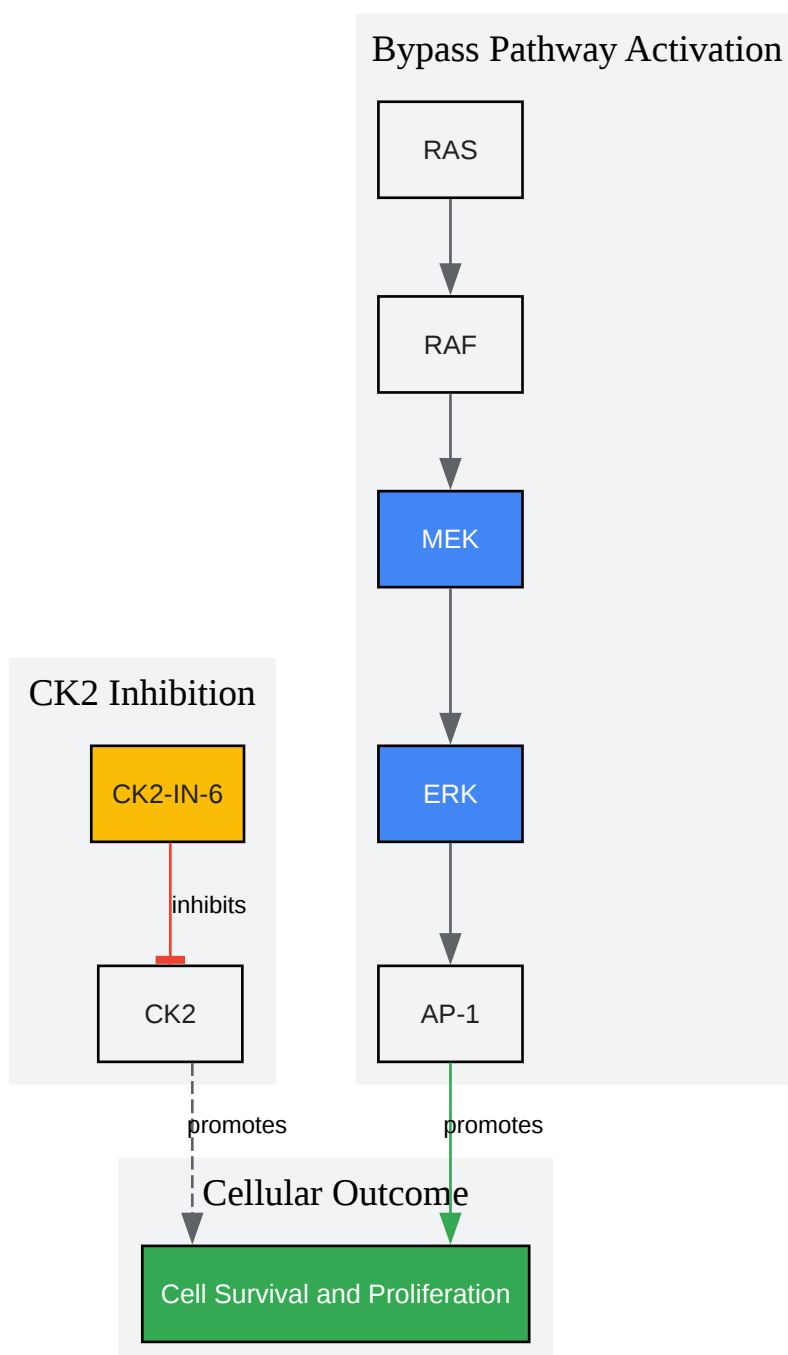 Bypass Pathway Activation
RAS
RAF
MEK
CK2 Inhibition
CK2-IN-6
ERK
inhibits
CK2
AP-1
promotes
promotes
Cellular Outcome
Cell Survival and Proliferation